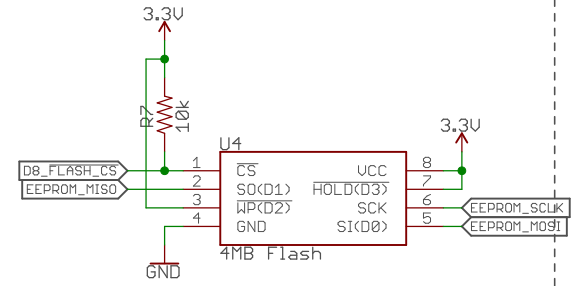 3.3V
R7
10k
3.3V
U4
D8_FLASH_CS
1
CS
VCC
8
EEPROM_MISO
2
SO(D1)
HOLD(D3)
7
3
WP(D2)
SCK
6
EEPROM_SCLK
4
GND
SI(D0)
5
EEPROM_MOSI
4MB Flash
GND